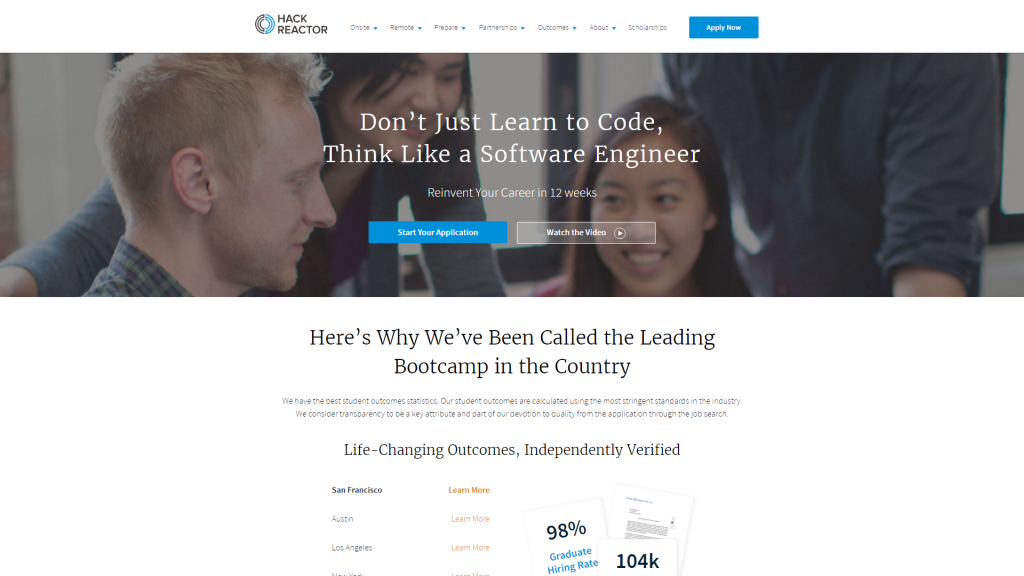 HACK
REACTOR
Onsite Remote Prepare Partnerships Outcomes About Scholarships Apply Now
Don't Just Learn to Code,
Think Like a Software Engineer
Reinvent Your Career in 12 weeks
Start Your Application Watch the Video
Here's Why We've Been Called the Leading
Bootcamp in the Country
We have the best student outcomes statistics. Our student outcomes are calculated using the most stringent standards in the industry.
We consider transparency to be a key attribute and part of our devotion to quality from the application through the job search.
Life-Changing Outcomes, Independently Verified
San Francisco Learn More
Austin Learn More
Los Angeles Learn More
New York Learn More
98%
Graduate
Hiring Rate
104k